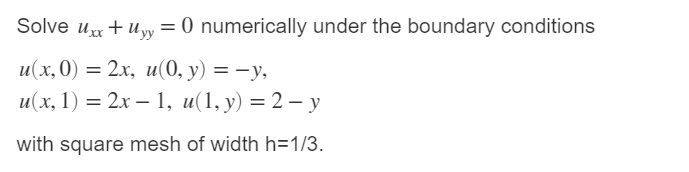 Solve uₓₓ + u_yy = 0 numerically under the boundary conditions
u(x, 0) = 2x, u(0, y) = −y,
u(x, 1) = 2x − 1, u(1, y) = 2 − y
with square mesh of width h=1/3.